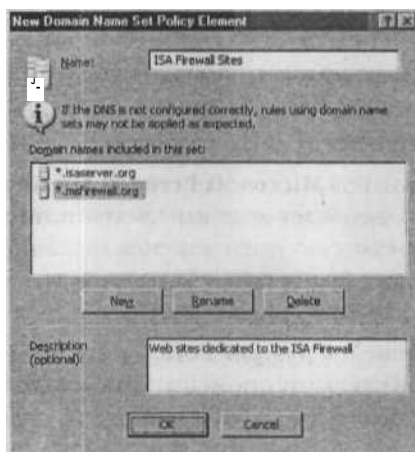 New Domain Name Set Policy Element
Name: ISA Firewall Sites
If the DNS is not configured correctly, rules using domain name
sets may not be applied as expected.
Domain names included in this set:
*.isaserver.org
*.msfirewall.org
New Rename Delete
Description
(optional):
Web sites dedicated to the ISA Firewall
OK Cancel